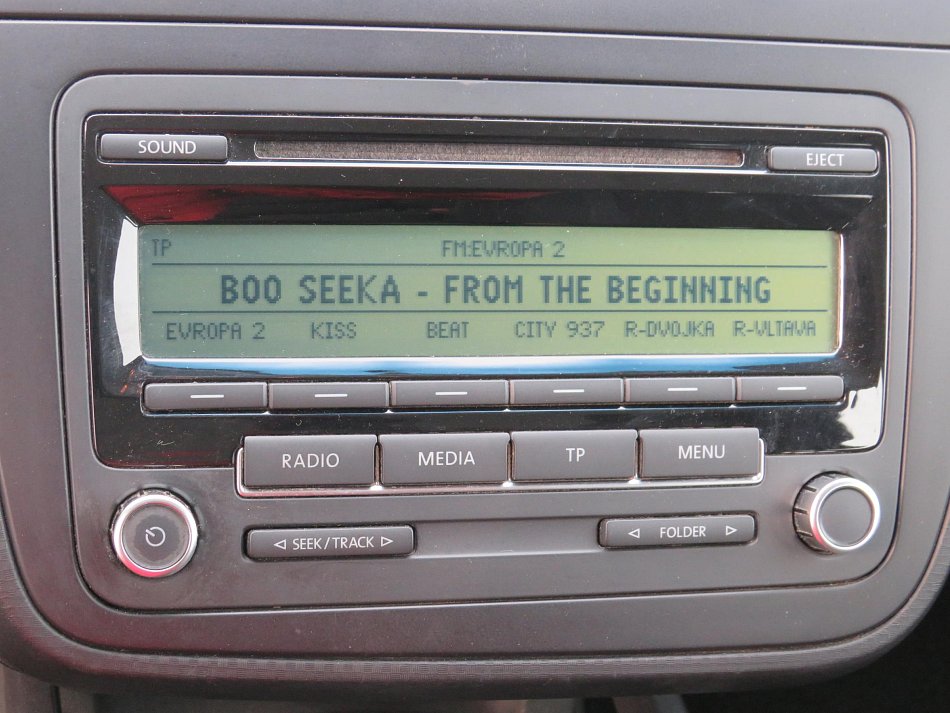 SOUND EJECT
TP FM:EVROPA 2
BOO SEEKA - FROM THE BEGINNING
EVROPA 2 KISS BEAT CITY 937 R-DVOJKA R-VLTAVA
RADIO MEDIA TP MENU
◁ SEEK/TRACK ▷ ◁ FOLDER ▷